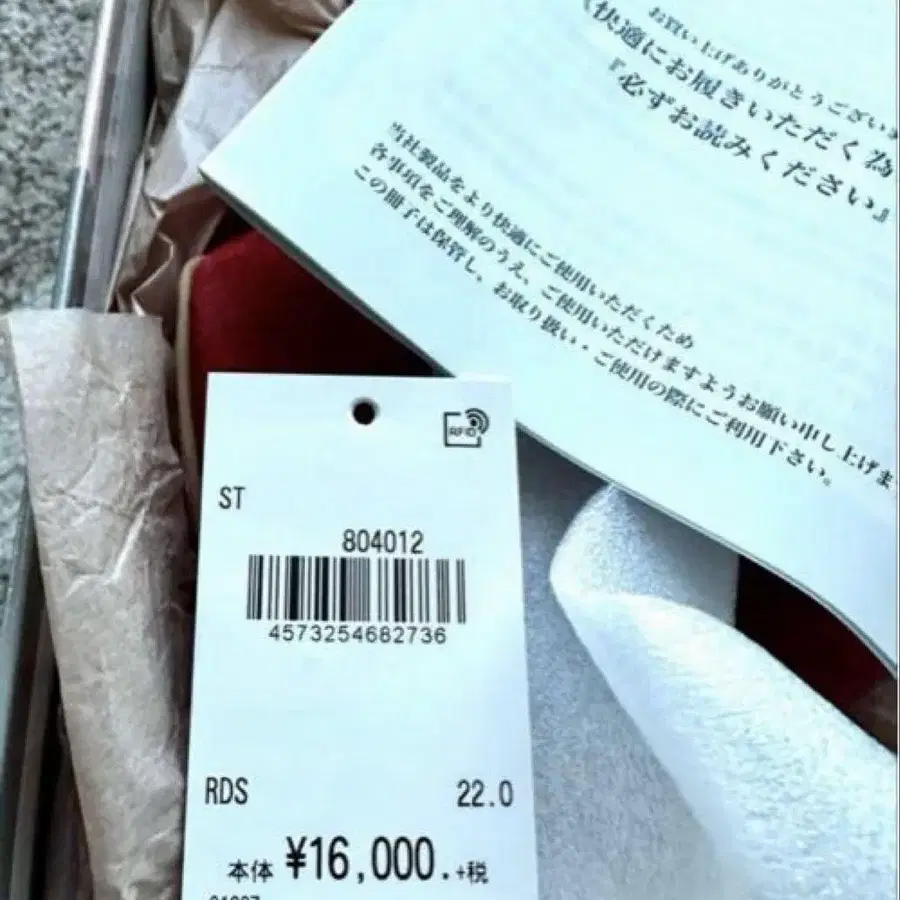 お買い上げありがとうございま
快適にお履きいただく為
『必ずお読みください』
当社製品をより快適にご使用いただくため
各事項をご理解のうえ、ご使用いただけますようお願い申し上げま
この冊子は保管し、お取り扱い・ご使用の際にご利用下さい。
RFID
ST
804012
4573254682736
RDS 22.0
本体 ¥16,000.+税